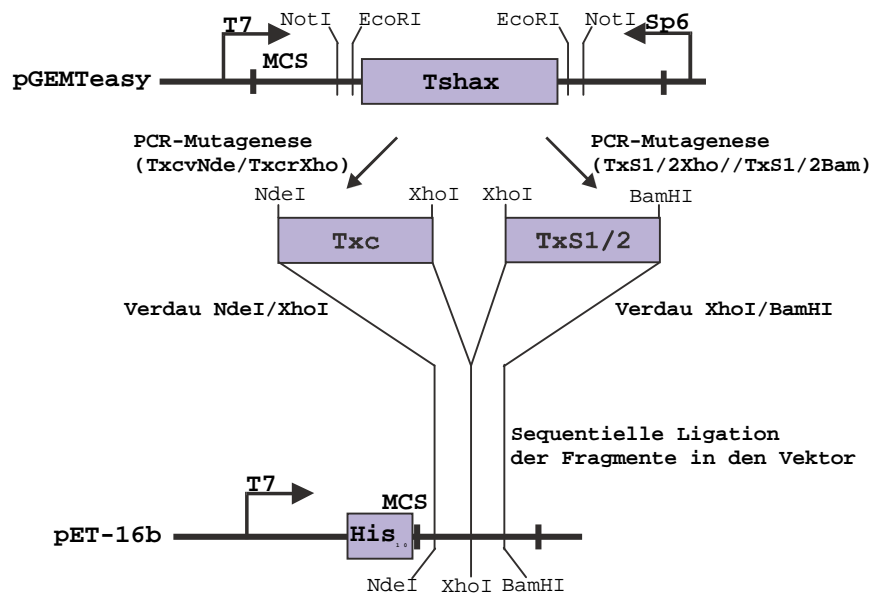 T7
NotI
EcoRI
EcoRI
NotI
Sp6
MCS
pGEMTeasy
Tshax
PCR-Mutagenese
(TxcvNde/TxcrXho)
PCR-Mutagenese
(TxS1/2Xho//TxS1/2Bam)
NdeI
XhoI
XhoI
BamHI
Txc
TxS1/2
Verdau NdeI/XhoI
Verdau XhoI/BamHI
Sequentielle Ligation
der Fragmente in den Vektor
T7
MCS
pET-16b
His10
NdeI
XhoI
BamHI